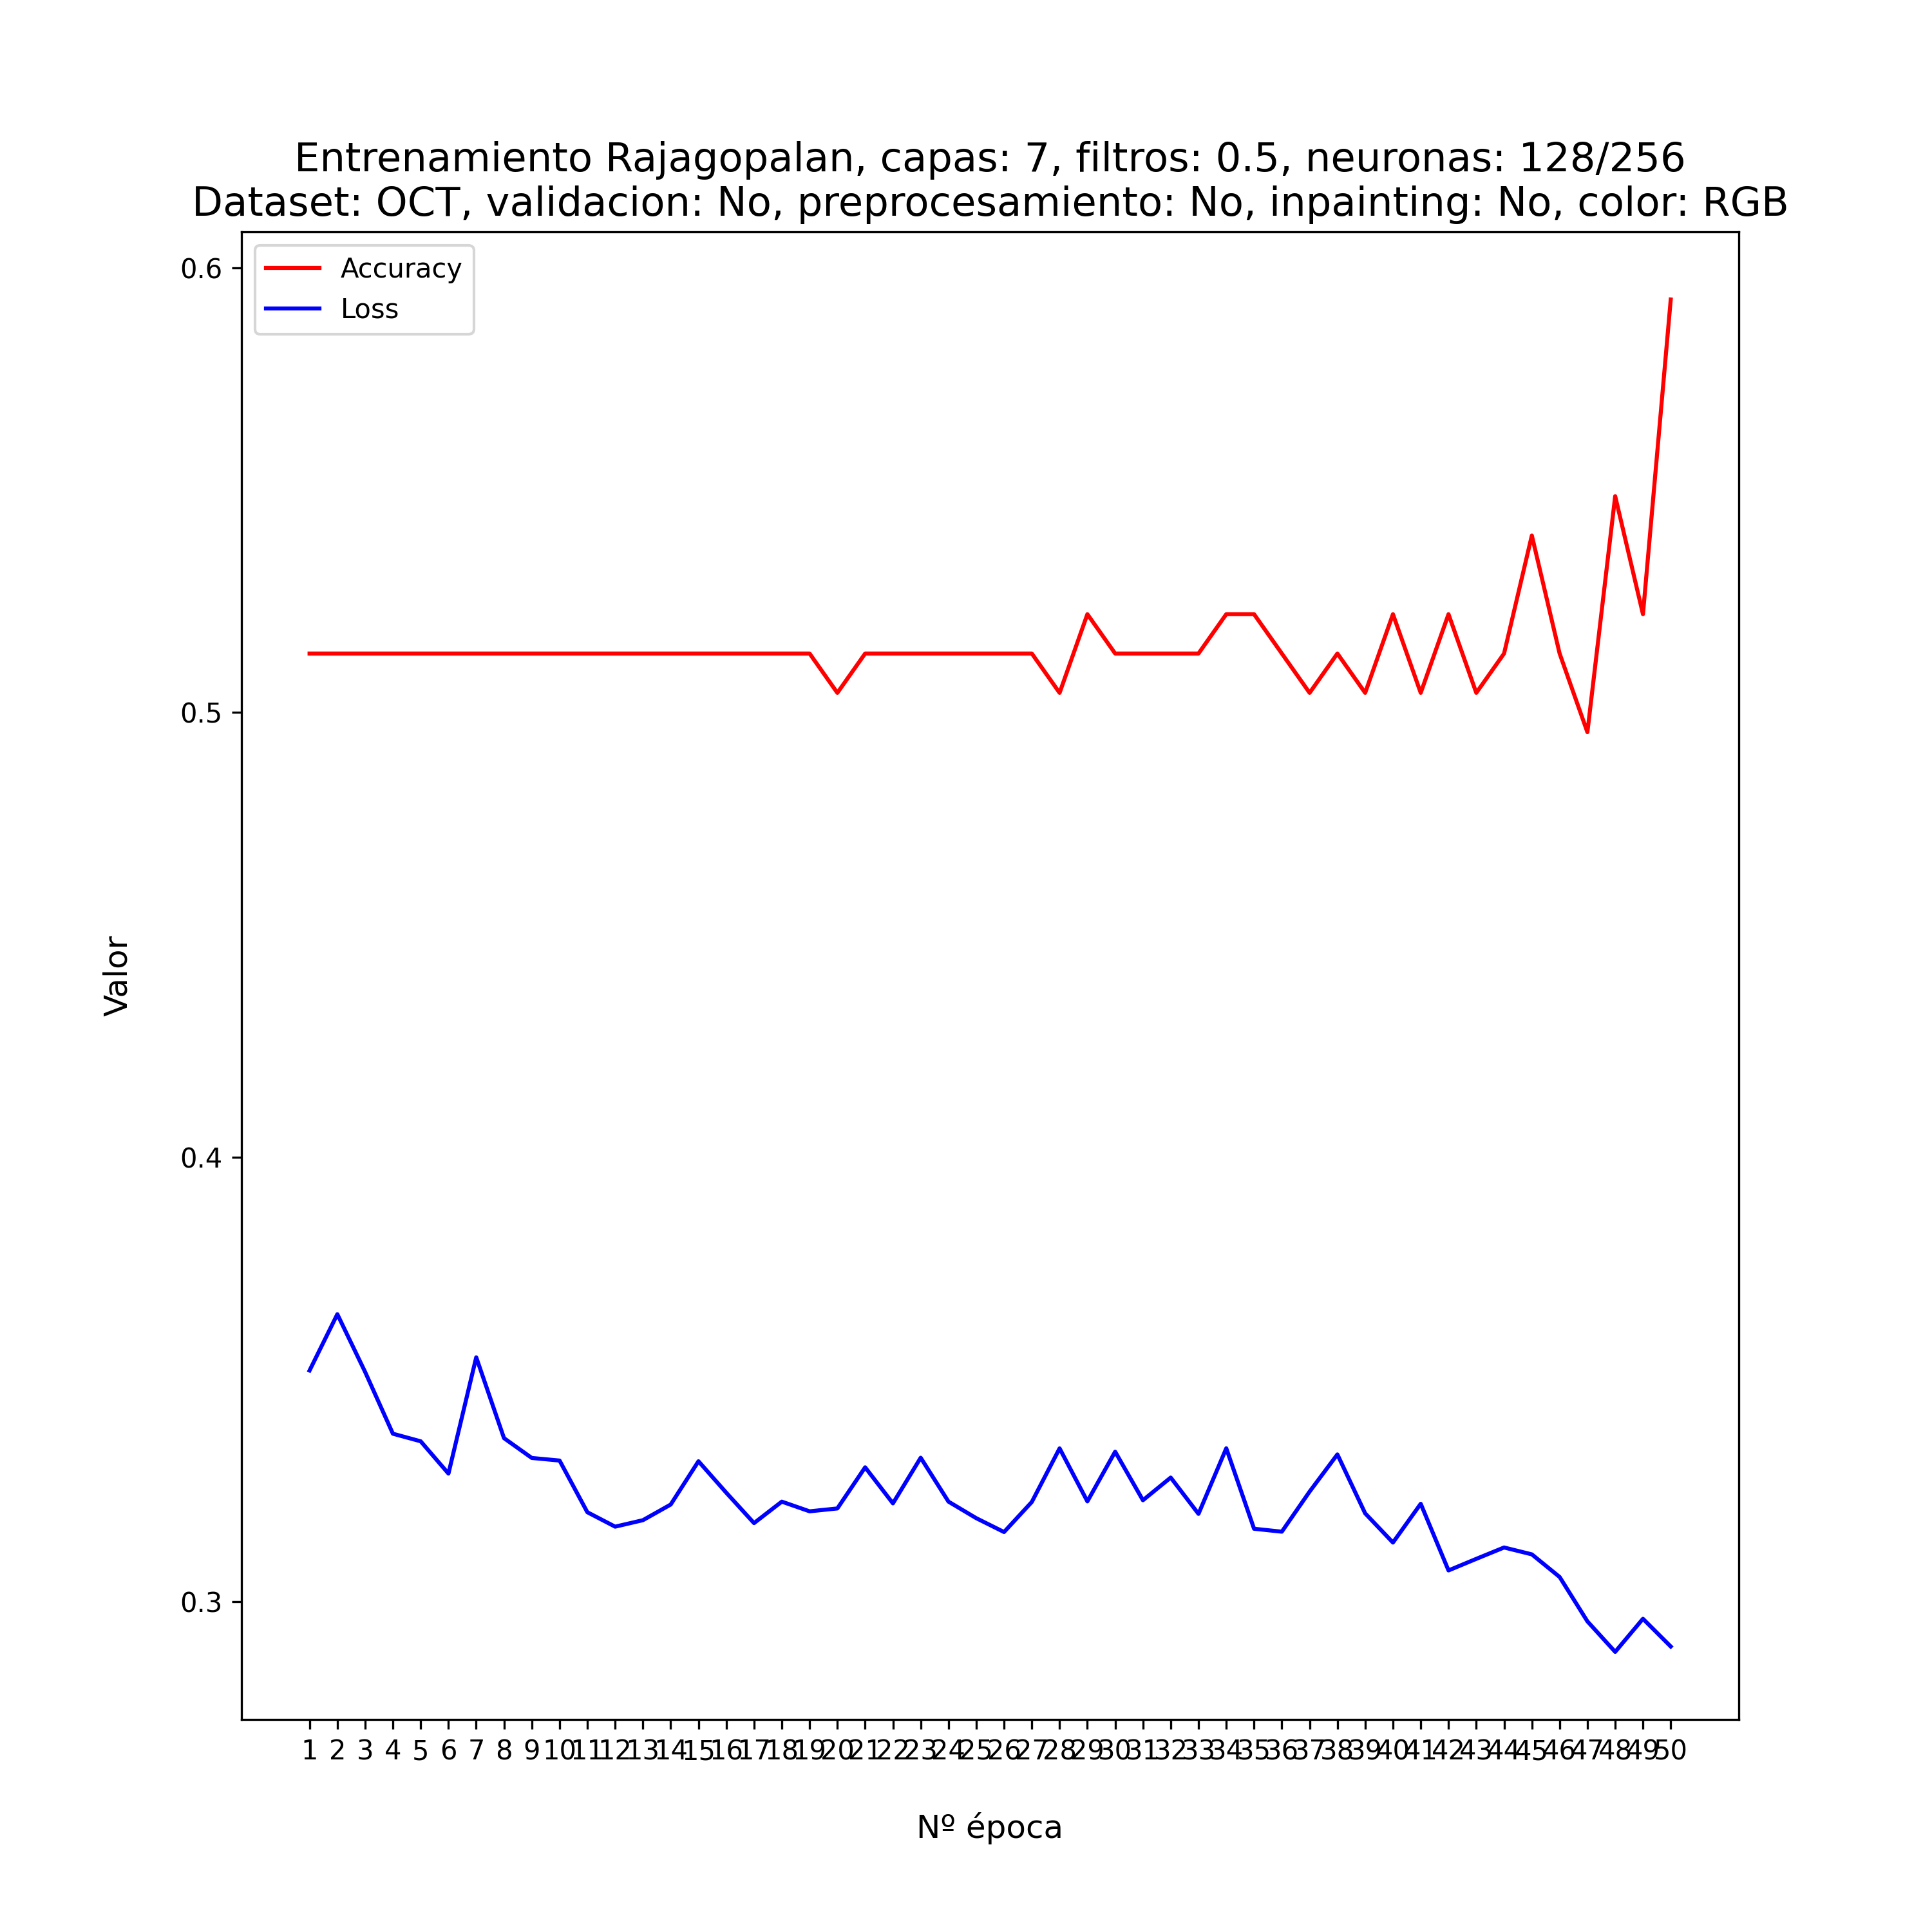 Entrenamiento Rajagopalan, capas: 7, filtros: 0.5, neuronas: 128/256
Dataset: OCT, validacion: No, preprocesamiento: No, inpainting: No, color: RGB
Accuracy
Loss
0.6
0.5
0.4
0.3
Valor
1 2 3 4 5 6 7 8 9 10 11 12 13 14 15 16 17 18 19 20 21 22 23 24 25 26 27 28 29 30 31 32 33 34 35 36 37 38 39 40 41 42 43 44 45 46 47 48 49 50
Nº época